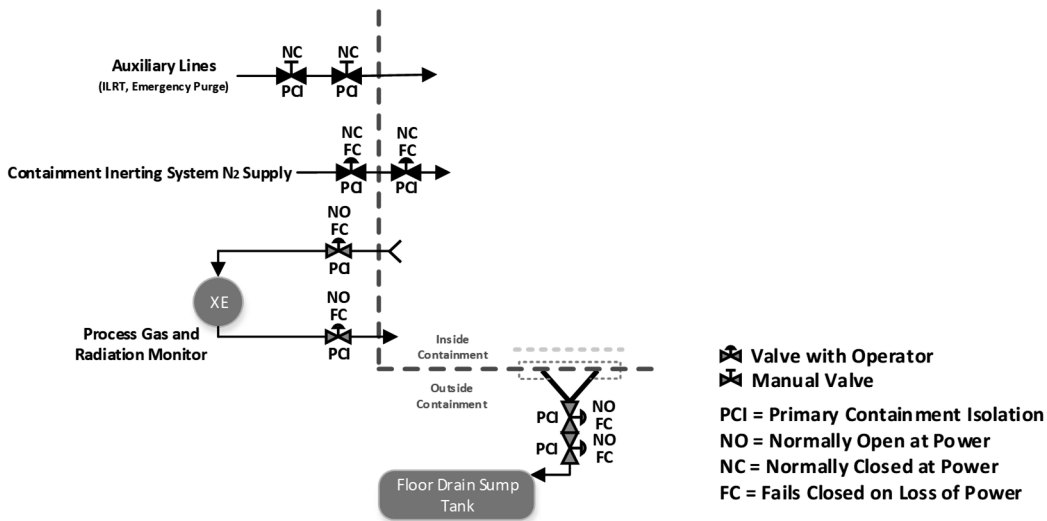 NC NC
Auxiliary Lines
(ILRT, Emergency Purge)
PCI PCI
NC NC
FC FC
Containment Inerting System N2 Supply
PCI PCI
NO
FC
PCI
XE
NO
FC
Process Gas and
Radiation Monitor
PCI
Inside
Containment
Outside
Containment
PCI NO
FC
PCI NO
FC
Floor Drain Sump
Tank
Valve with Operator
Manual Valve
PCI = Primary Containment Isolation
NO = Normally Open at Power
NC = Normally Closed at Power
FC = Fails Closed on Loss of Power